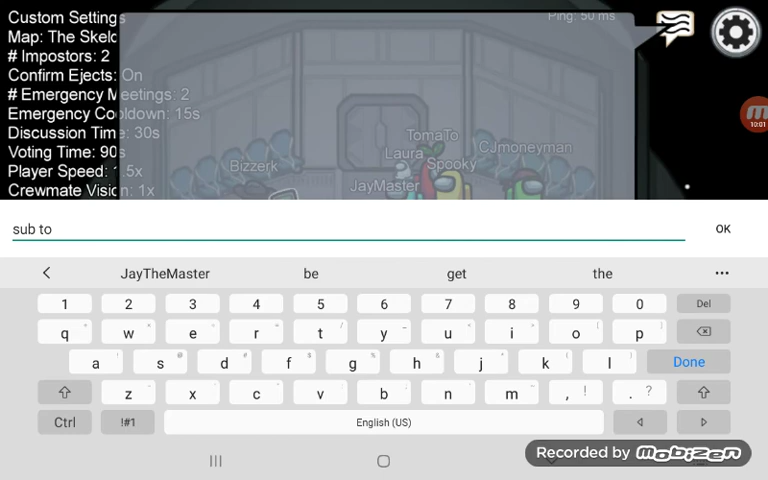 Custom Settings
Map: The Skeld
# Impostors: 2
Confirm Ejects: On
# Emergency Meetings: 2
Emergency Cooldown: 15s
Discussion Time: 30s
Voting Time: 90s
Player Speed: 1.5x
Crewmate Vision: 1x
Ping: 50 ms
10:01
TomaTo
CJmoneyman
Laura
Spooky
Bizzerk
JayMaster
sub to
OK
JayTheMaster be get the
1 2 3 4 5 6 7 8 9 0 Del
q w e r t y u i o p
a s d f g h j k l Done
z x c v b n m , ! . ?
Ctrl !#1 English (US)
Recorded by mobizen